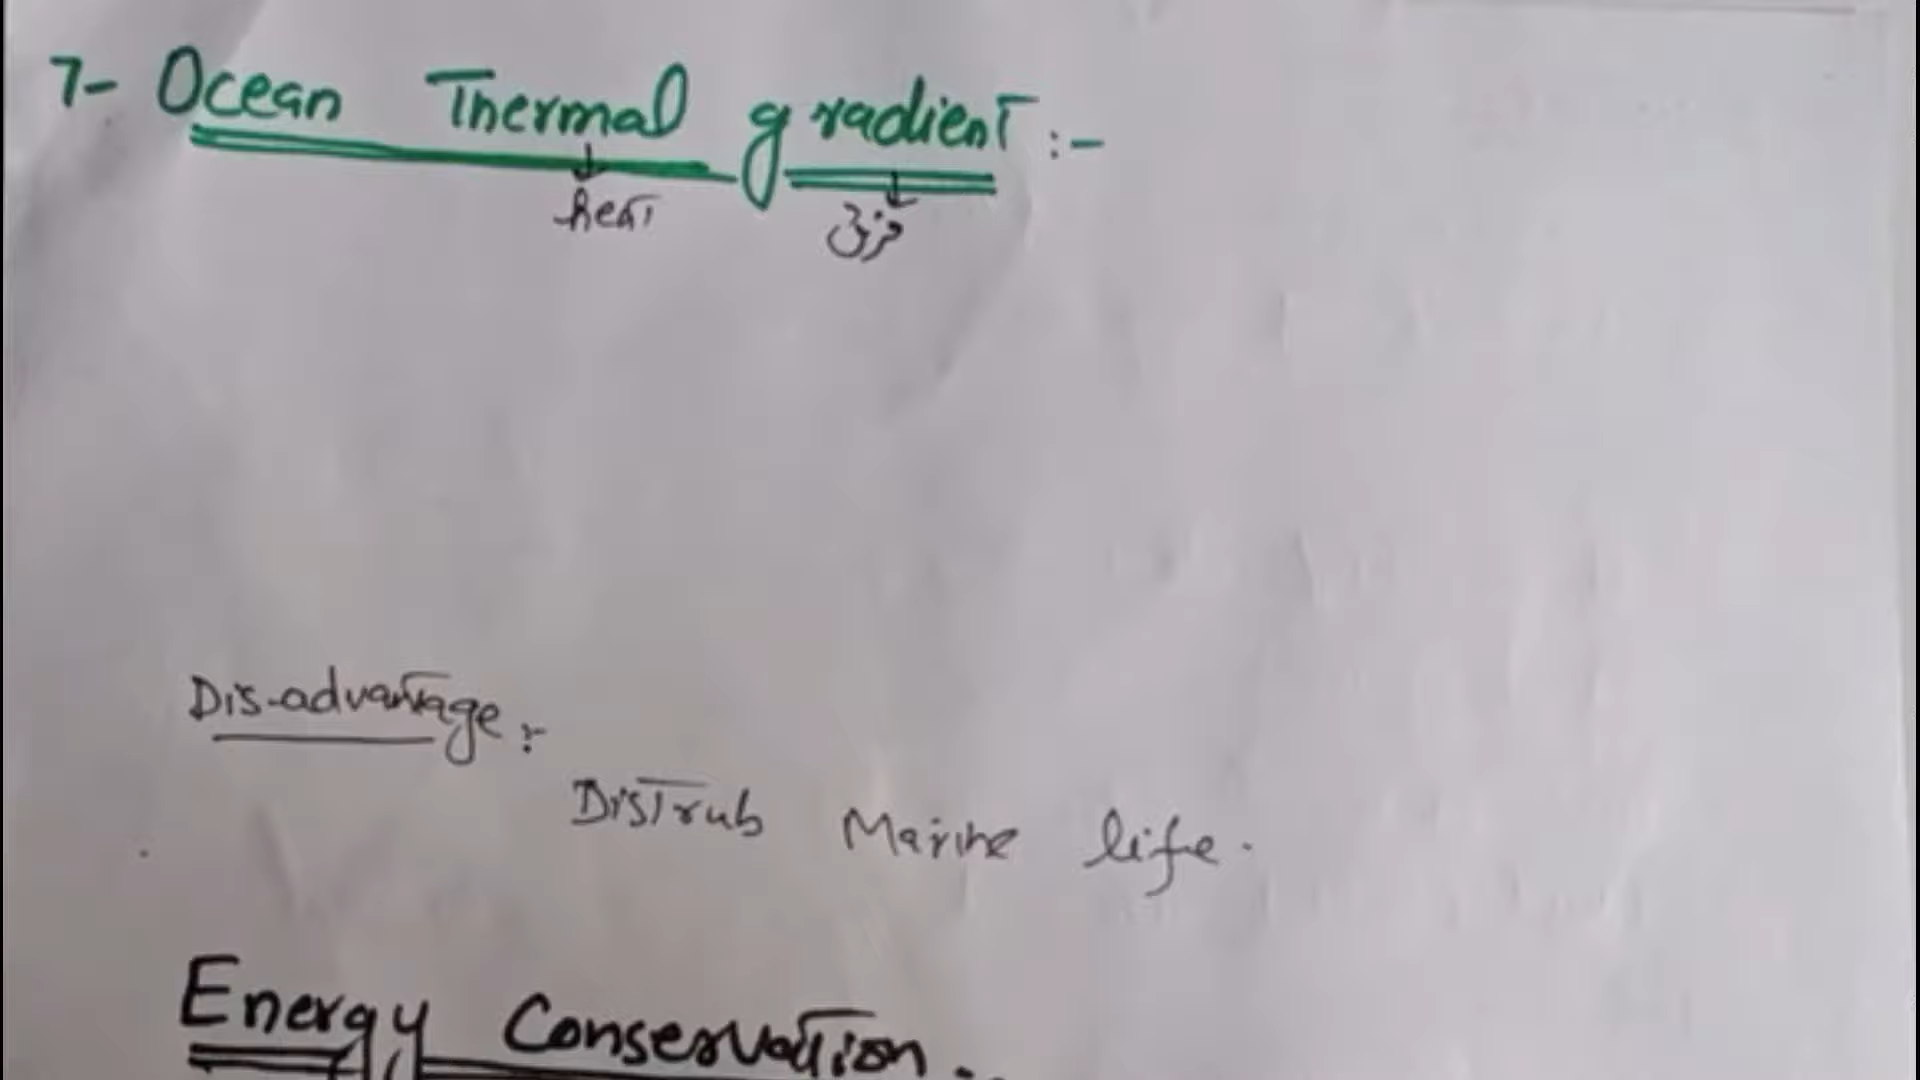 7- Ocean Thermal gradient :-
heat فرق
Dis-advantage :-
Distrub Marine life.
Energy Conservation.